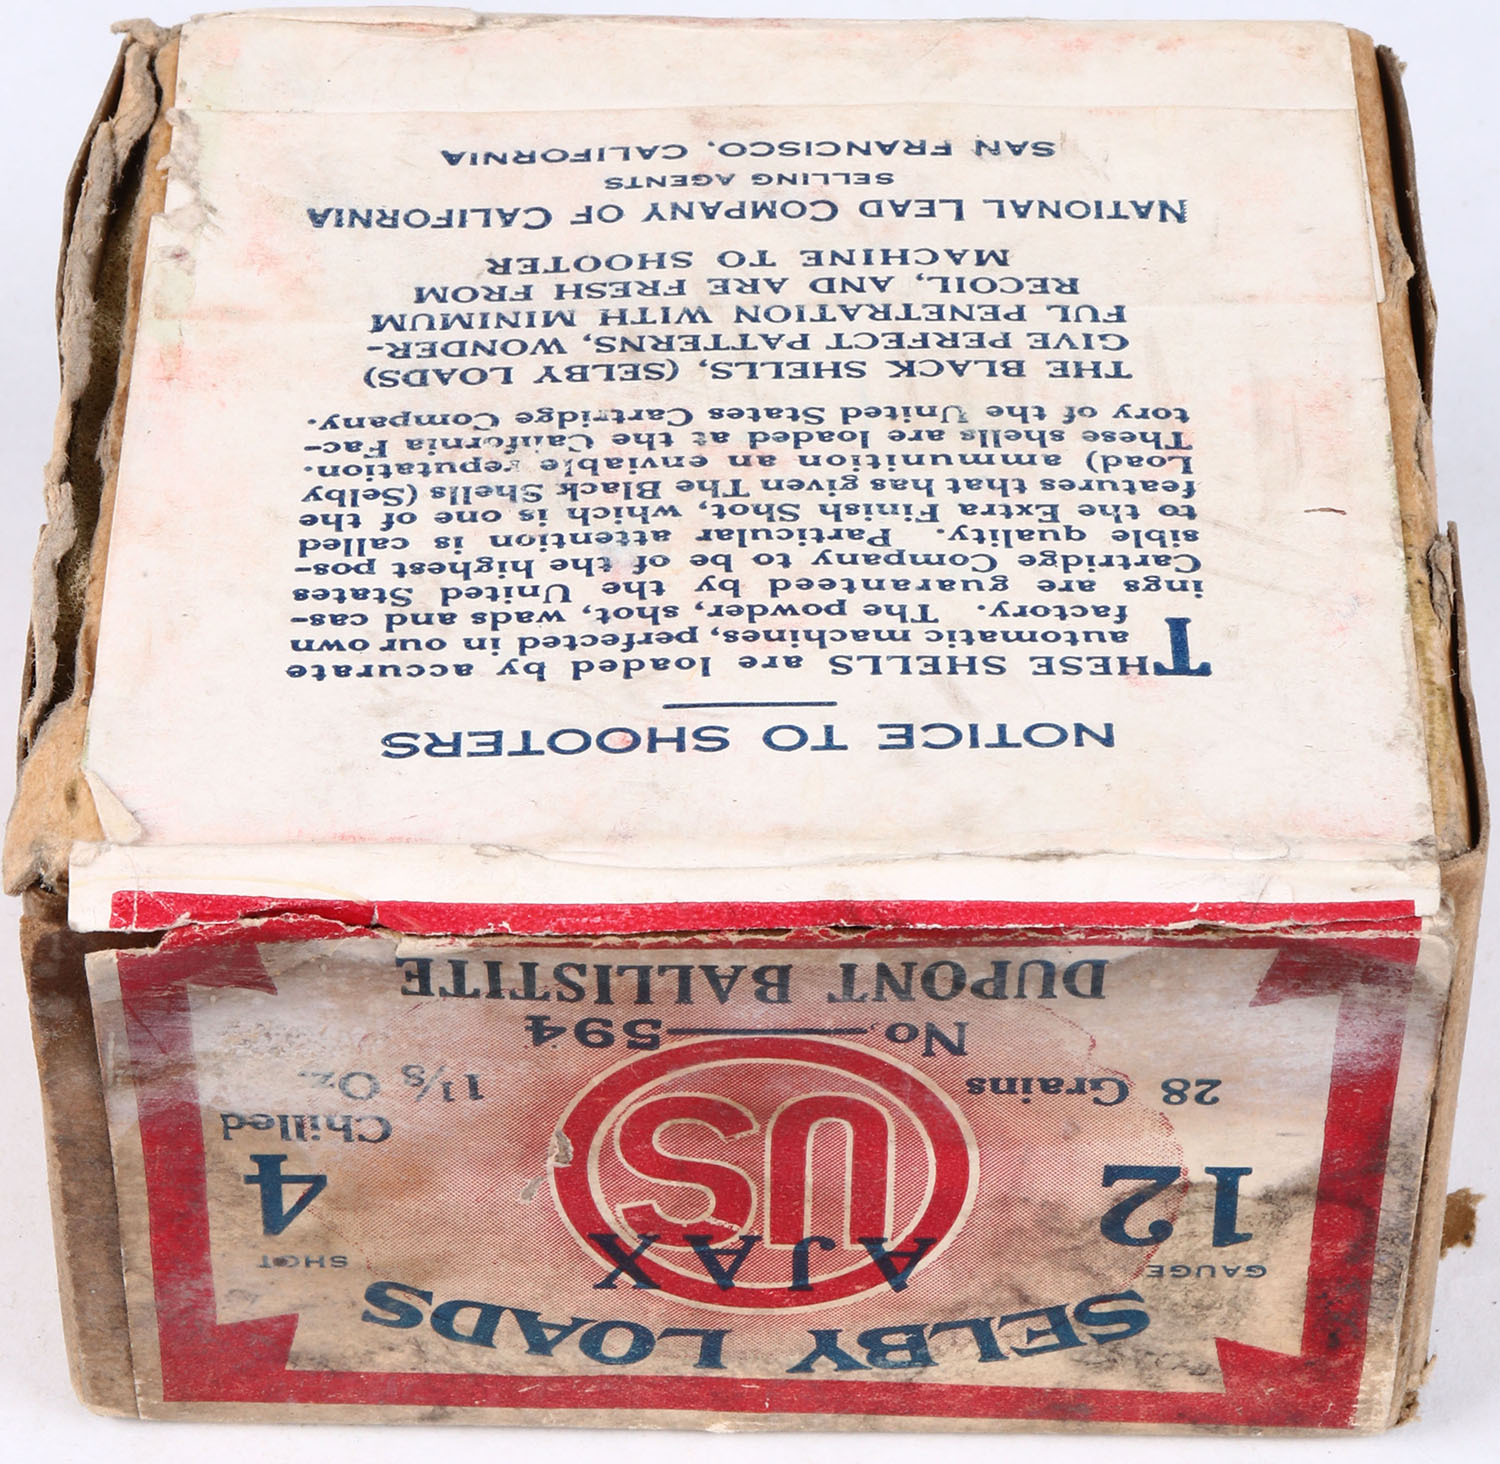 NOTICE TO SHOOTERS
THESE SHELLS are loaded by accurate
automatic machines, perfected in our own
factory. The powder, shot, wads and cas-
ings are guaranteed by the United States
Cartridge Company to be of the highest pos-
sible quality. Particular attention is called
to the Extra Finish Shot, which is one of the
features that has given The Black Shells (Selby
Load) ammunition an enviable reputation.
These shells are loaded at the California Fac-
tory of the United States Cartridge Company.
THE BLACK SHELLS, (SELBY LOADS)
GIVE PERFECT PATTERNS, WONDER-
FUL PENETRATION WITH MINIMUM
RECOIL, AND ARE FRESH FROM
MACHINE TO SHOOTER
NATIONAL LEAD COMPANY OF CALIFORNIA
SELLING AGENTS
SAN FRANCISCO, CALIFORNIA
SELBY LOADS
AJAX
GAUGE
12
US
SHOT
4
Chilled
28 Grains
1⅛ Oz.
No. 594
DUPONT BALLISTITE